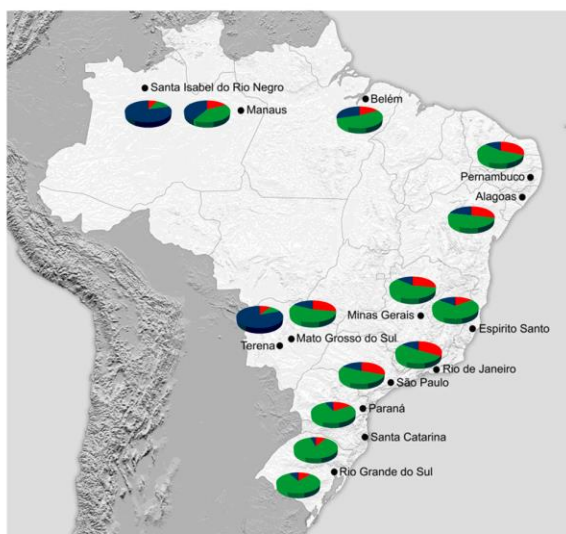 Santa Isabel do Rio Negro
Manaus
Belém
Pernambuco
Alagoas
Minas Gerais
Espirito Santo
Mato Grosso do Sul
Terena
Rio de Janeiro
São Paulo
Paraná
Santa Catarina
Rio Grande do Sul